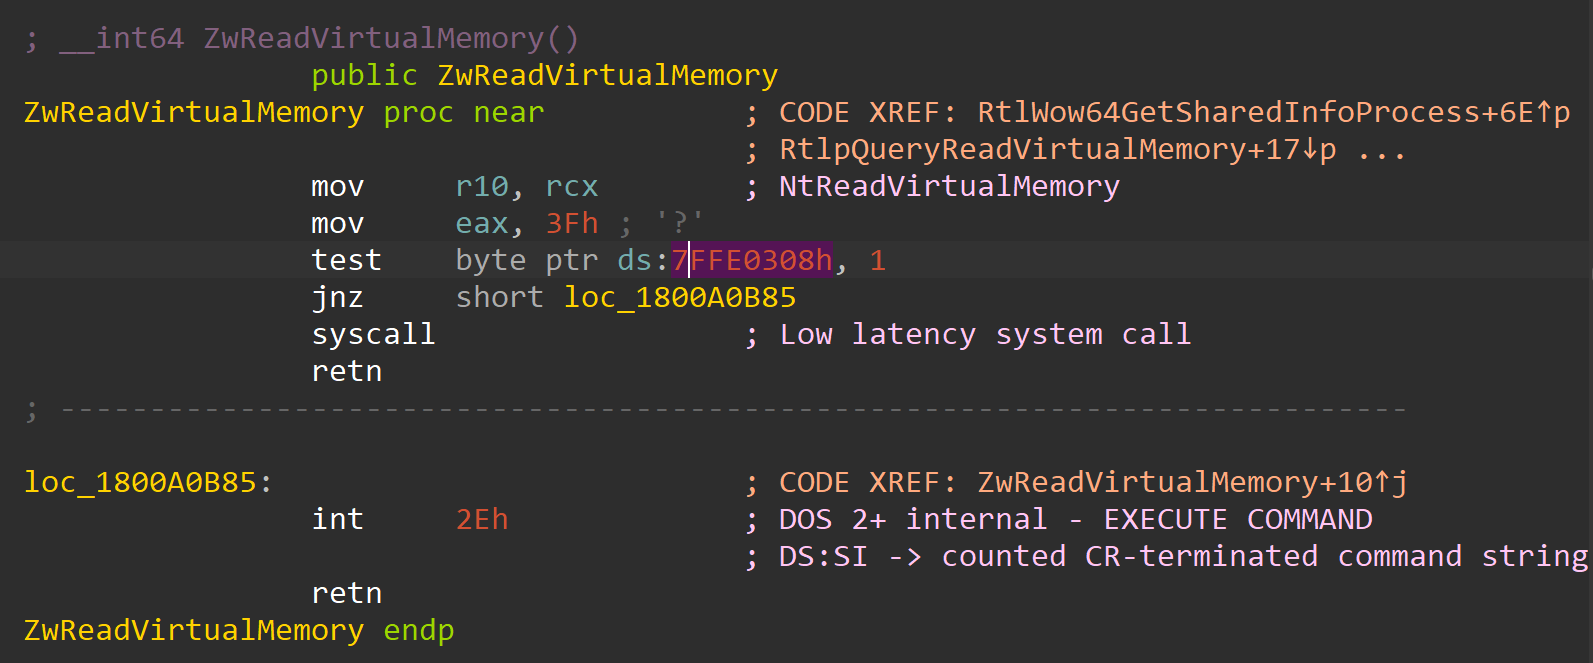 ; __int64 ZwReadVirtualMemory()
public ZwReadVirtualMemory
ZwReadVirtualMemory proc near ; CODE XREF: RtlWow64GetSharedInfoProcess+6E↑p
; RtlpQueryReadVirtualMemory+17↓p ...
mov r10, rcx ; NtReadVirtualMemory
mov eax, 3Fh ; '?'
test byte ptr ds:7FFE0308h, 1
jnz short loc_1800A0B85
syscall ; Low latency system call
retn
; ---------------------------------------------------------------------------
loc_1800A0B85: ; CODE XREF: ZwReadVirtualMemory+10↑j
int 2Eh ; DOS 2+ internal - EXECUTE COMMAND
; DS:SI -> counted CR-terminated command string
retn
ZwReadVirtualMemory endp